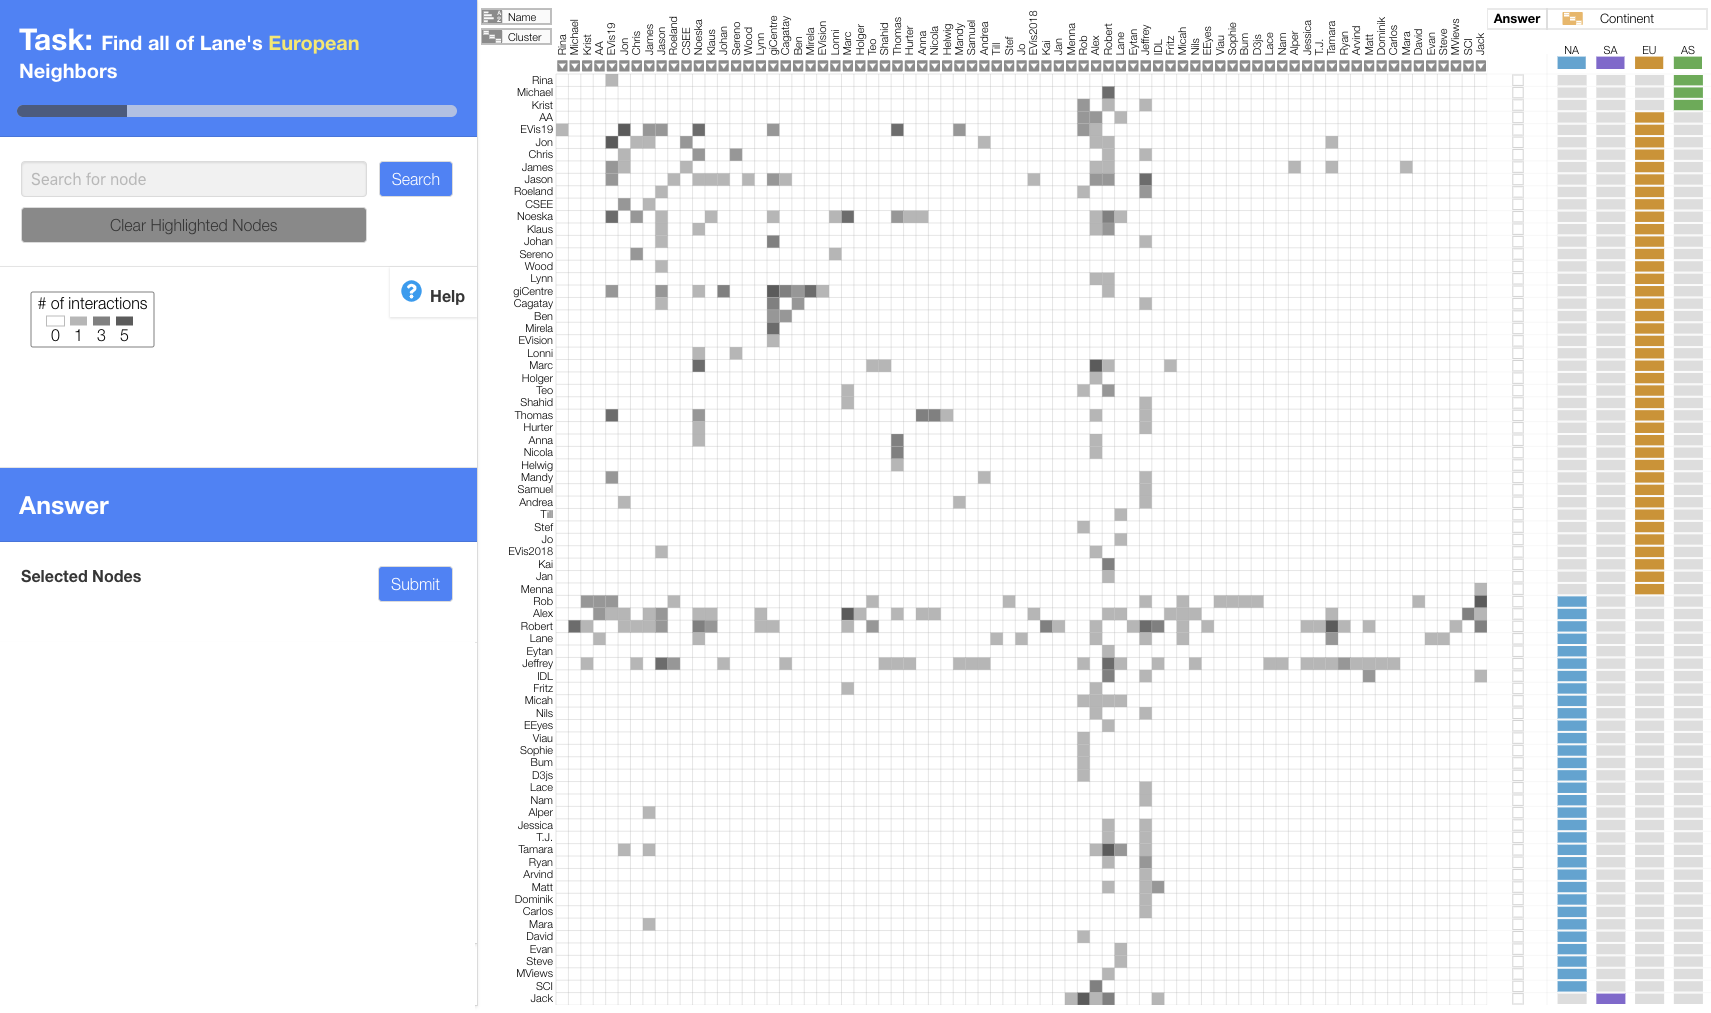 Task: Find all of Lane's European
Neighbors
Search for node
Search
Clear Highlighted Nodes
# of interactions
0 1 3 5
Help
Answer
Selected Nodes
Submit
Name
Cluster
Rina Michael Krist AA EVis19 Jon Chris James Jason Roeland CSEE Noeska Klaus Johan Sereno Wood Lynn giCentre Cagatay Ben Mirela EVision Lonni Marc Holger Teo Shahid Thomas Hurter Anna Nicola Helwig Mandy Samuel Andrea Till Stef Jo EVis2018 Kai Jan Menna Rob Alex Robert Lane Eytan Jeffrey IDL Fritz Micah Nils EEyes Viau Sophie Bum D3js Lace Nam Alper Jessica T.J. Tamara Ryan Arvind Matt Dominik Carlos Mara David Evan Steve MViews SCI Jack
Answer Continent
NA SA EU AS
Rina
Michael
Krist
AA
EVis19
Jon
Chris
James
Jason
Roeland
CSEE
Noeska
Klaus
Johan
Sereno
Wood
Lynn
giCentre
Cagatay
Ben
Mirela
EVision
Lonni
Marc
Holger
Teo
Shahid
Thomas
Hurter
Anna
Nicola
Helwig
Mandy
Samuel
Andrea
Till
Stef
Jo
EVis2018
Kai
Jan
Menna
Rob
Alex
Robert
Lane
Eytan
Jeffrey
IDL
Fritz
Micah
Nils
EEyes
Viau
Sophie
Bum
D3js
Lace
Nam
Alper
Jessica
T.J.
Tamara
Ryan
Arvind
Matt
Dominik
Carlos
Mara
David
Evan
Steve
MViews
SCI
Jack